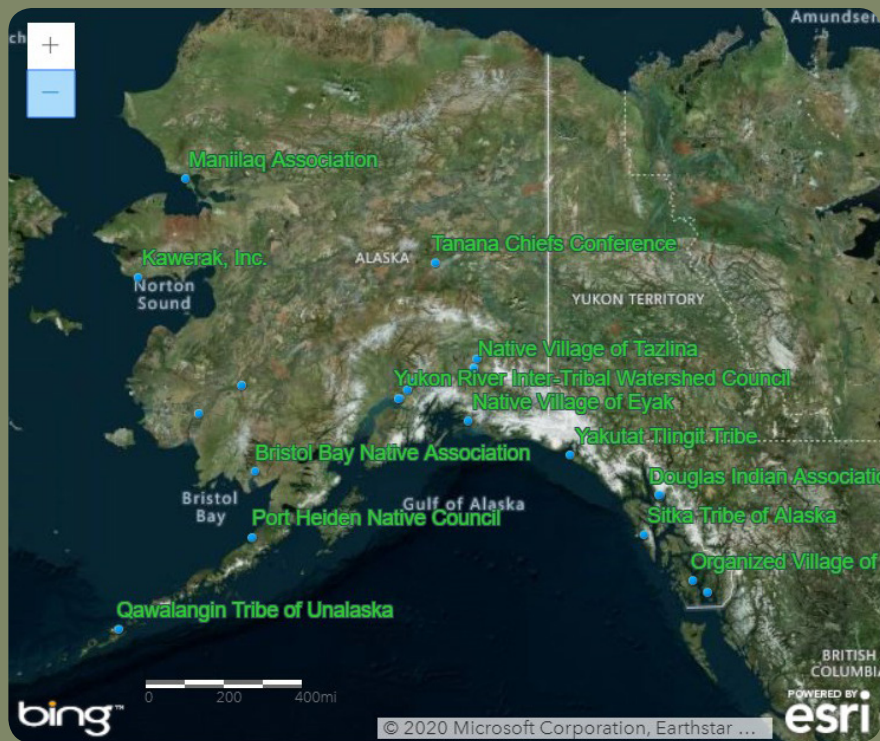 Amundsen
ch
+
−
Maniilaq Association
Tanana Chiefs Conference
ALASKA
Kawerak, Inc.
Norton
Sound
YUKON TERRITORY
Native Village of Tazlina
Yukon River Inter-Tribal Watershed Council
Native Village of Eyak
Yakutat Tlingit Tribe
Bristol Bay Native Association
Douglas Indian Associatio
Bristol
Bay
Gulf of Alaska
Port Heiden Native Council
Sitka Tribe of Alaska
Organized Village of
Qawalangin Tribe of Unalaska
BRITISH
COLUMBIA
0 200 400mi
bing™
POWERED BY
esri
© 2020 Microsoft Corporation, Earthstar ...